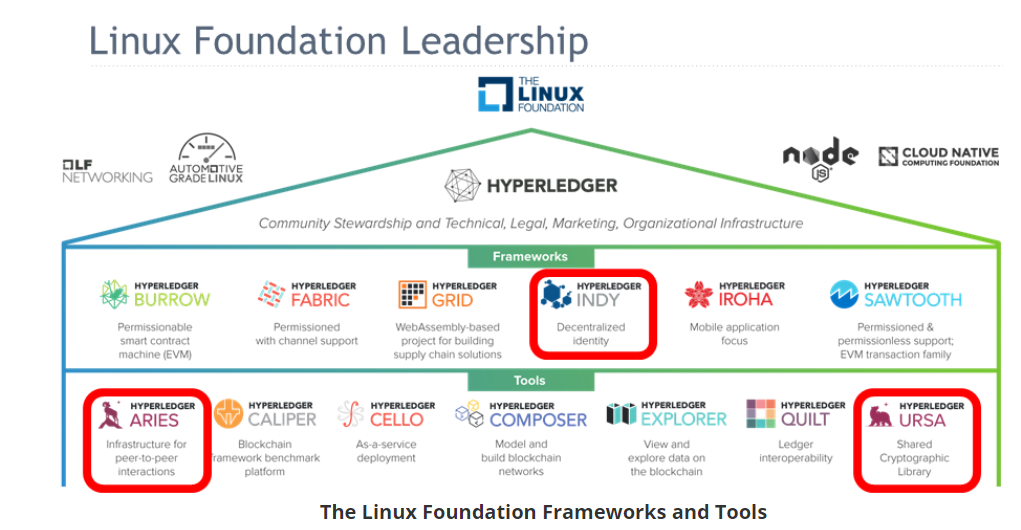 Linux Foundation Leadership
THE
LINUX
FOUNDATION
LF
NETWORKING
AUTOMOTIVE
GRADELINUX
node
JS
CLOUD NATIVE
COMPUTING FOUNDATION
HYPERLEDGER
Community Stewardship and Technical, Legal, Marketing, Organizational Infrastructure
Frameworks
HYPERLEDGER
BURROW
Permissionable
smart contract
machine (EVM)
HYPERLEDGER
FABRIC
Permissioned
with channel support
HYPERLEDGER
GRID
WebAssembly-based
project for building
supply chain solutions
HYPERLEDGER
INDY
Decentralized
identity
HYPERLEDGER
IROHA
Mobile application
focus
HYPERLEDGER
SAWTOOTH
Permissioned &
permissionless support;
EVM transaction family
Tools
HYPERLEDGER
ARIES
Infrastructure for
peer-to-peer
interactions
HYPERLEDGER
CALIPER
Blockchain
framework benchmark
platform
HYPERLEDGER
CELLO
As-a-service
deployment
HYPERLEDGER
COMPOSER
Model and
build blockchain
networks
HYPERLEDGER
EXPLORER
View and
explore data on
the blockchain
HYPERLEDGER
QUILT
Ledger
interoperability
HYPERLEDGER
URSA
Shared
Cryptographic
Library
The Linux Foundation Frameworks and Tools